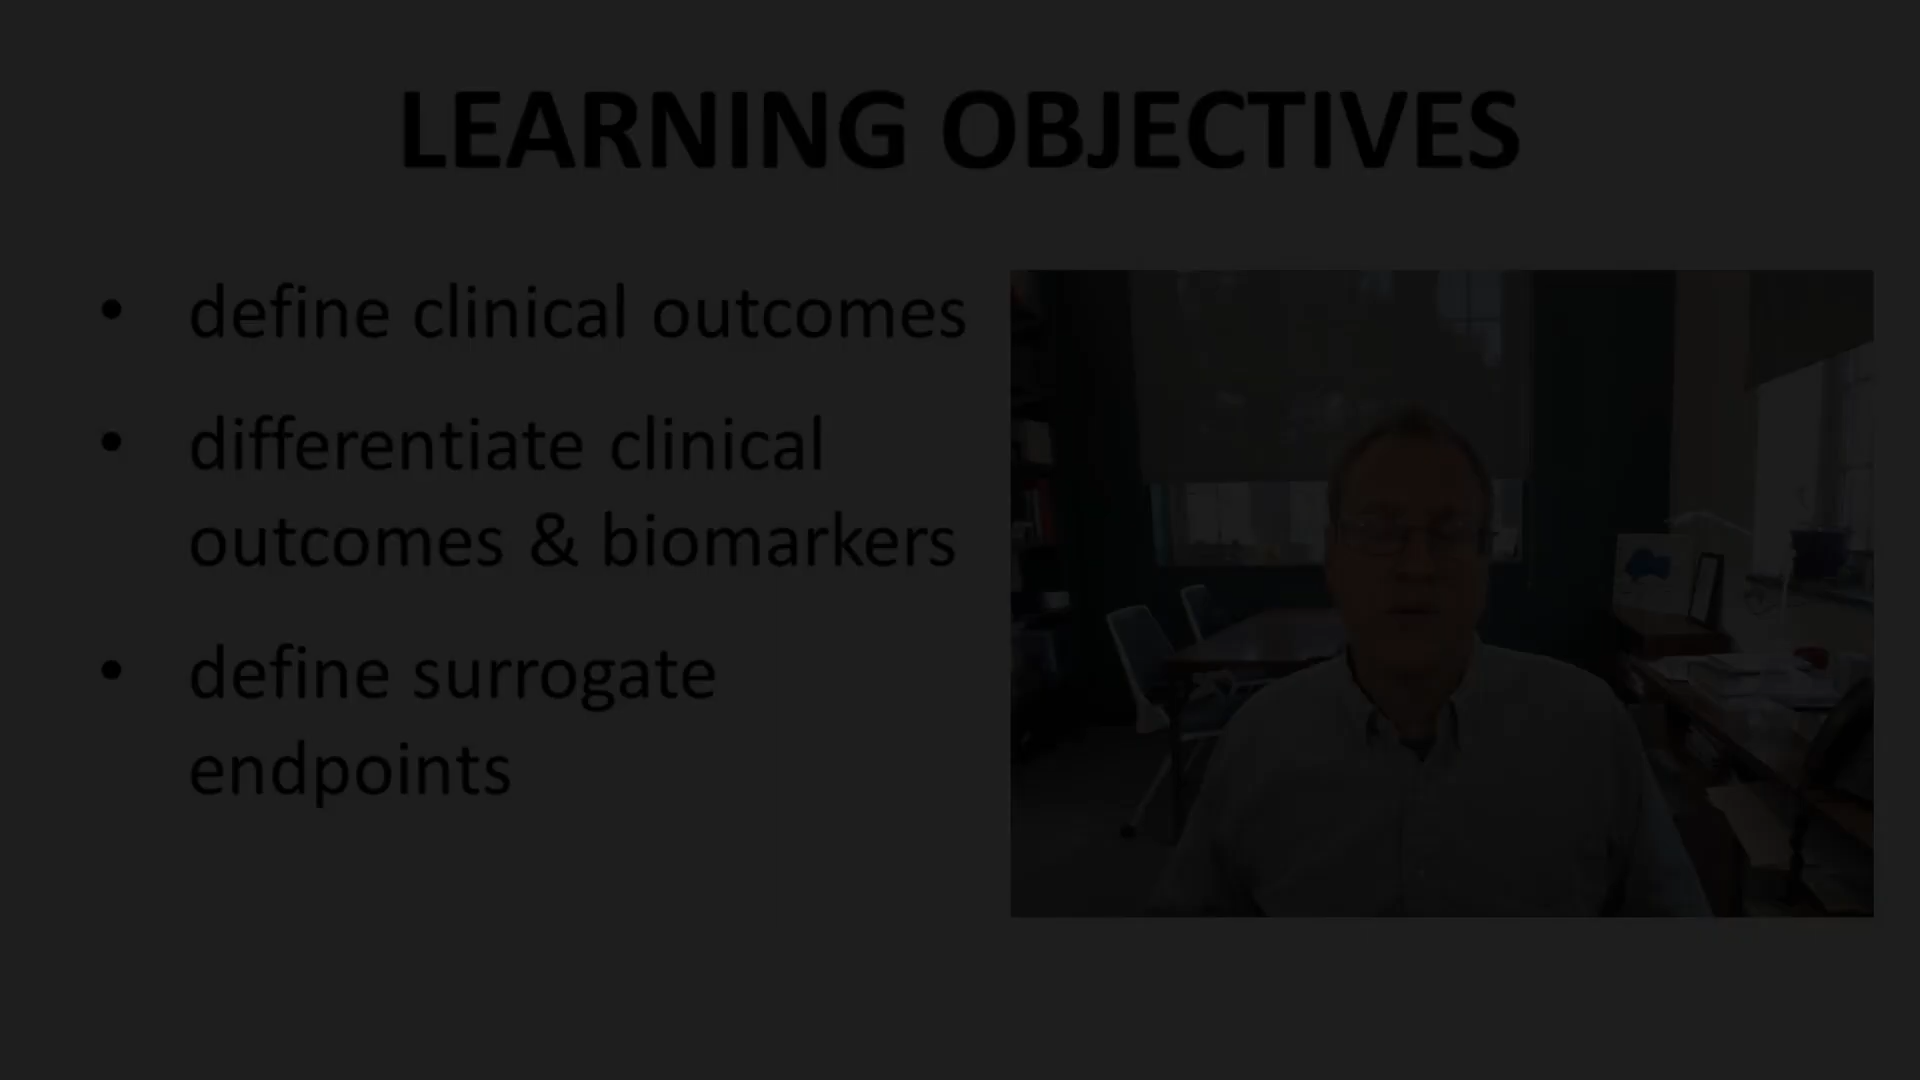 LEARNING OBJECTIVES
• define clinical outcomes
• differentiate clinical
outcomes & biomarkers
• define surrogate
endpoints